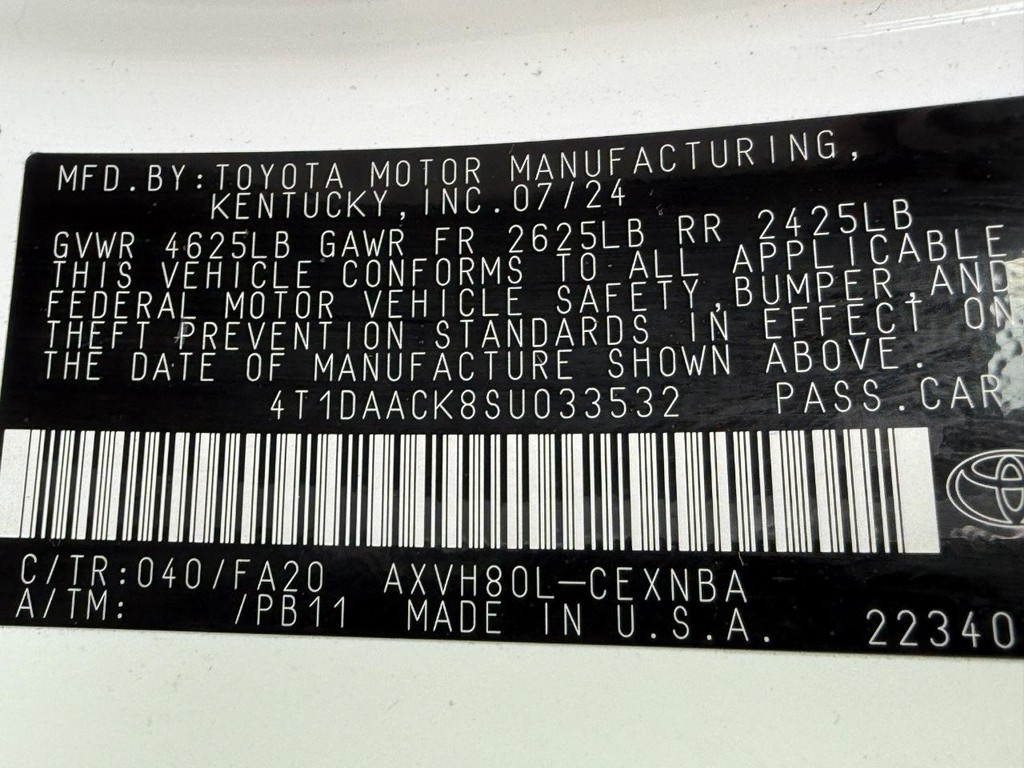 MFD.BY:TOYOTA MOTOR MANUFACTURING,
KENTUCKY,INC.07/24
GVWR 4625LB GAWR FR 2625LB RR 2425LB
THIS VEHICLE CONFORMS TO ALL APPLICABLE
FEDERAL MOTOR VEHICLE SAFETY,BUMPER,AND
THEFT PREVENTION STANDARDS IN EFFECT ON
THE DATE OF MANUFACTURE SHOWN ABOVE.
4T1DAACK8SU033532 PASS.CAR
C/TR:040/FA20 AXVH80L-CEXNBA
A/TM: /PB11 MADE IN U.S.A. 22340